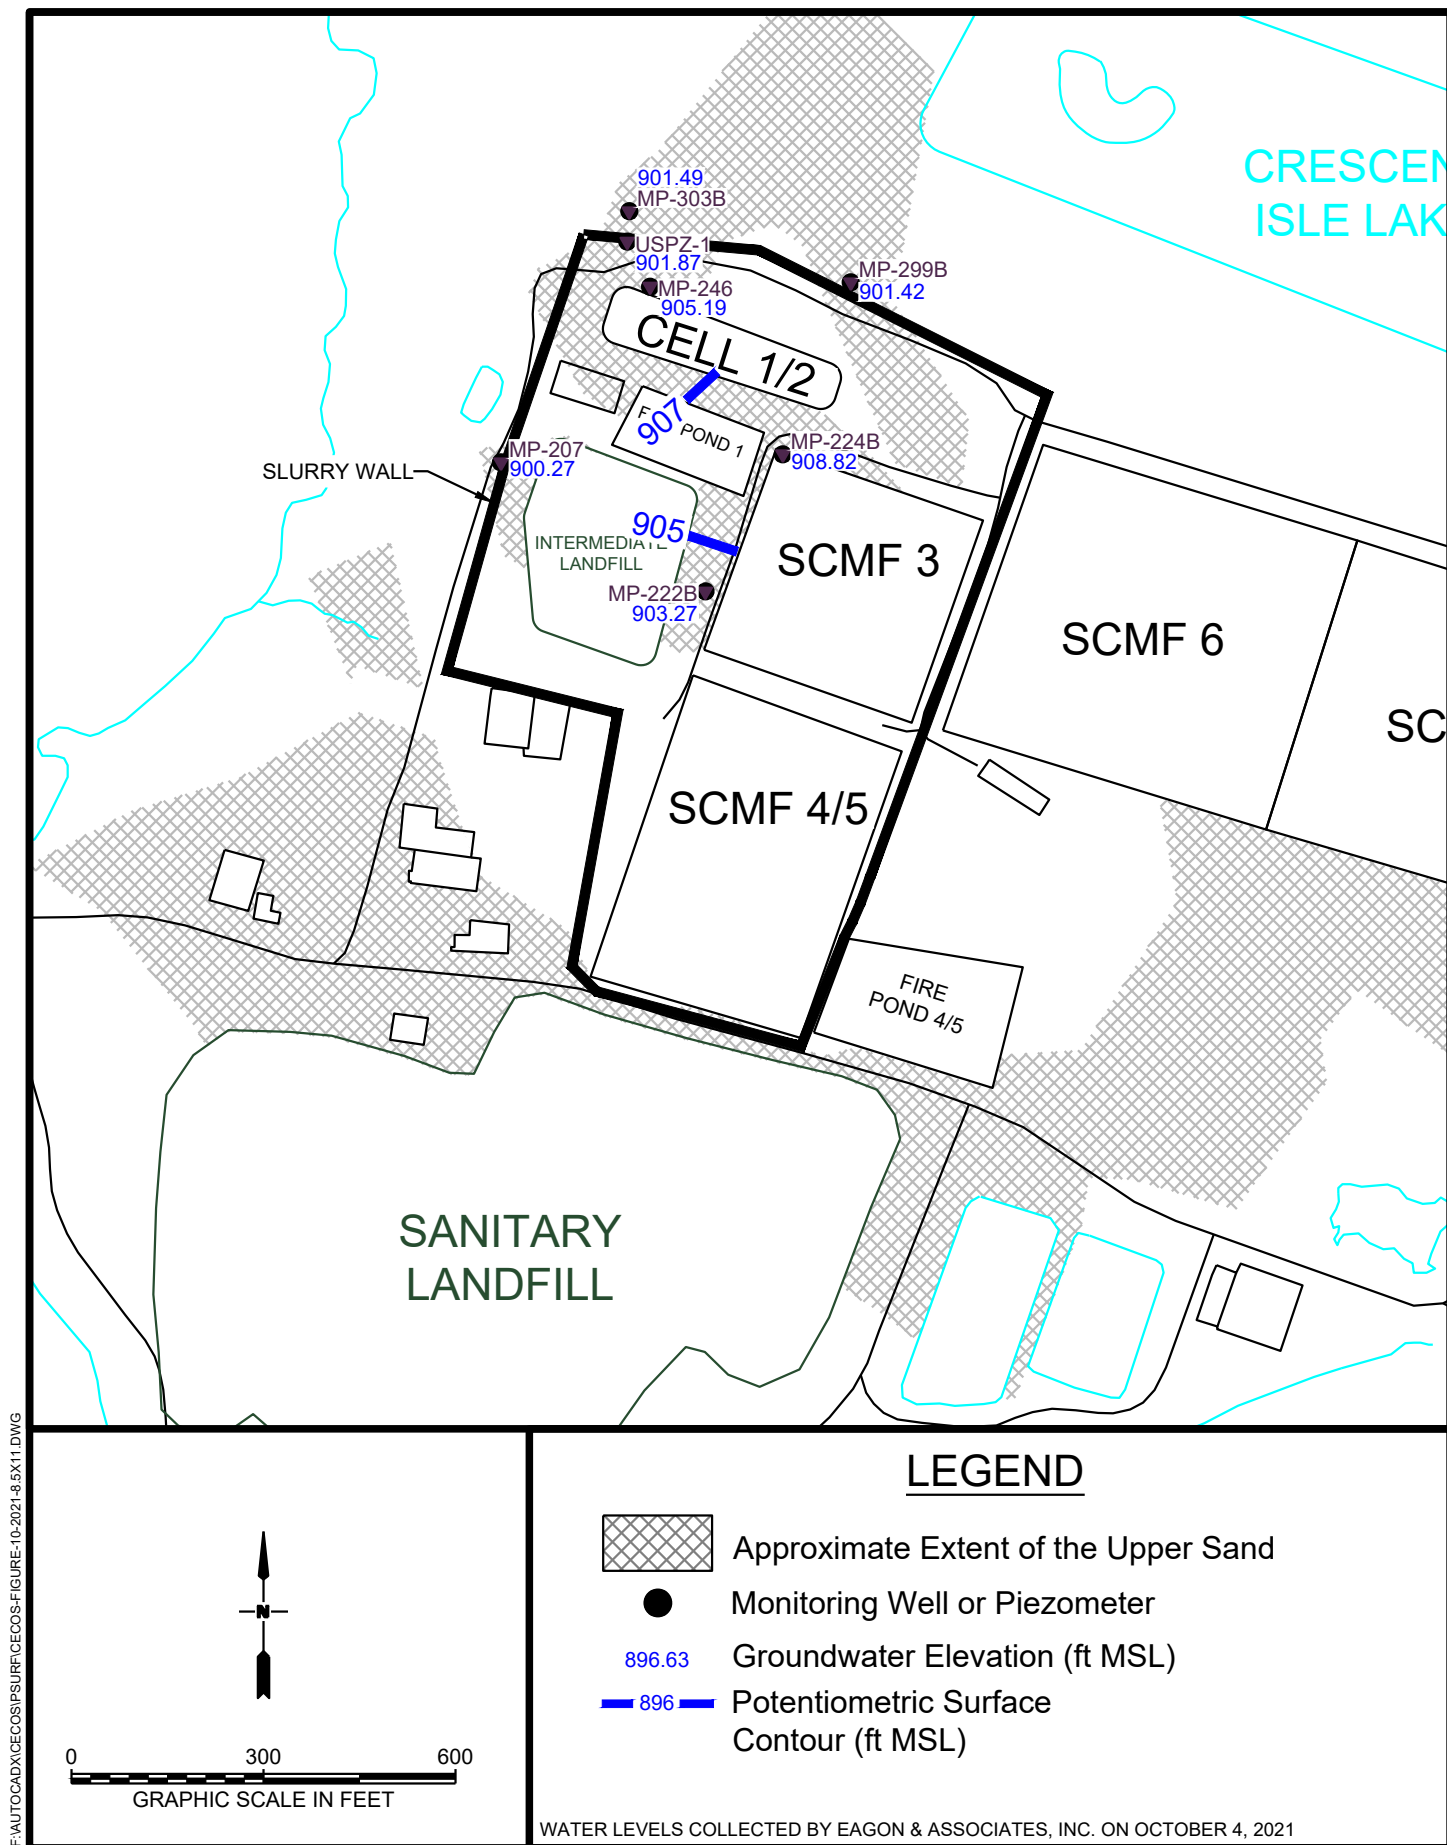 CRESCEN
ISLE LAK
901.49
MP-303B
USPZ-1
901.87
MP-299B
901.42
MP-246
905.19
CELL 1/2
907
POND 1
MP-224B
908.82
MP-207
900.27
SLURRY WALL
905
INTERMEDIATE
LANDFILL
SCMF 3
MP-222B
903.27
SCMF 6
SC
SCMF 4/5
FIRE
POND 4/5
SANITARY
LANDFILL
F:\AUTOCADX\CECOS\PSURF\CECOS-FIGURE-10-2021-8.5X11.DWG
N
0 300 600
GRAPHIC SCALE IN FEET
LEGEND
Approximate Extent of the Upper Sand
Monitoring Well or Piezometer
896.63 Groundwater Elevation (ft MSL)
896 Potentiometric Surface
Contour (ft MSL)
WATER LEVELS COLLECTED BY EAGON & ASSOCIATES, INC. ON OCTOBER 4, 2021